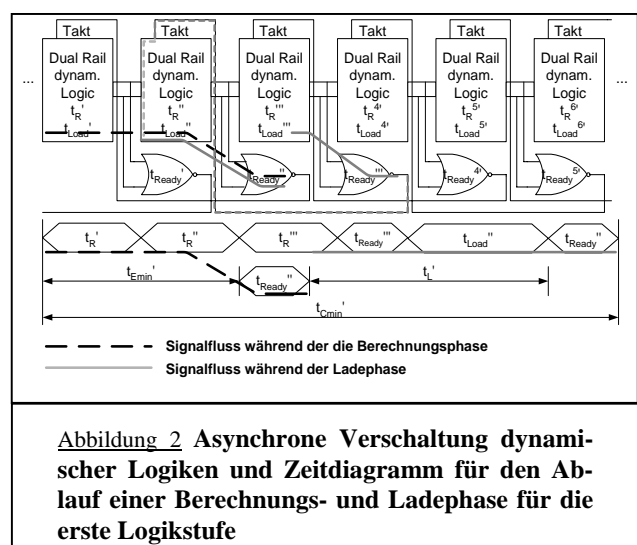 Takt Takt Takt Takt Takt Takt
... Dual Rail Dual Rail Dual Rail Dual Rail Dual Rail Dual Rail ...
dynam. dynam. dynam. dynam. dynam. dynam.
Logic Logic Logic Logic Logic Logic
t_R' t_R'' t_R''' t_R^4' t_R^5' t_R^6'
t_Load' t_Load'' t_Load''' t_Load^4' t_Load^5' t_Load^6'
t_Ready' t_Ready'' t_Ready''' t_Ready^4' t_Ready^5'
t_R' t_R'' t_R''' t_Ready''' t_Load'' t_Ready''
t_Emin' t_Ready'' t_L'
t_Cmin'
Signalfluss während der die Berechnungsphase
Signalfluss während der Ladephase
Abbildung 2 Asynchrone Verschaltung dynami-
scher Logiken und Zeitdiagramm für den Ab-
lauf einer Berechnungs- und Ladephase für die
erste Logikstufe